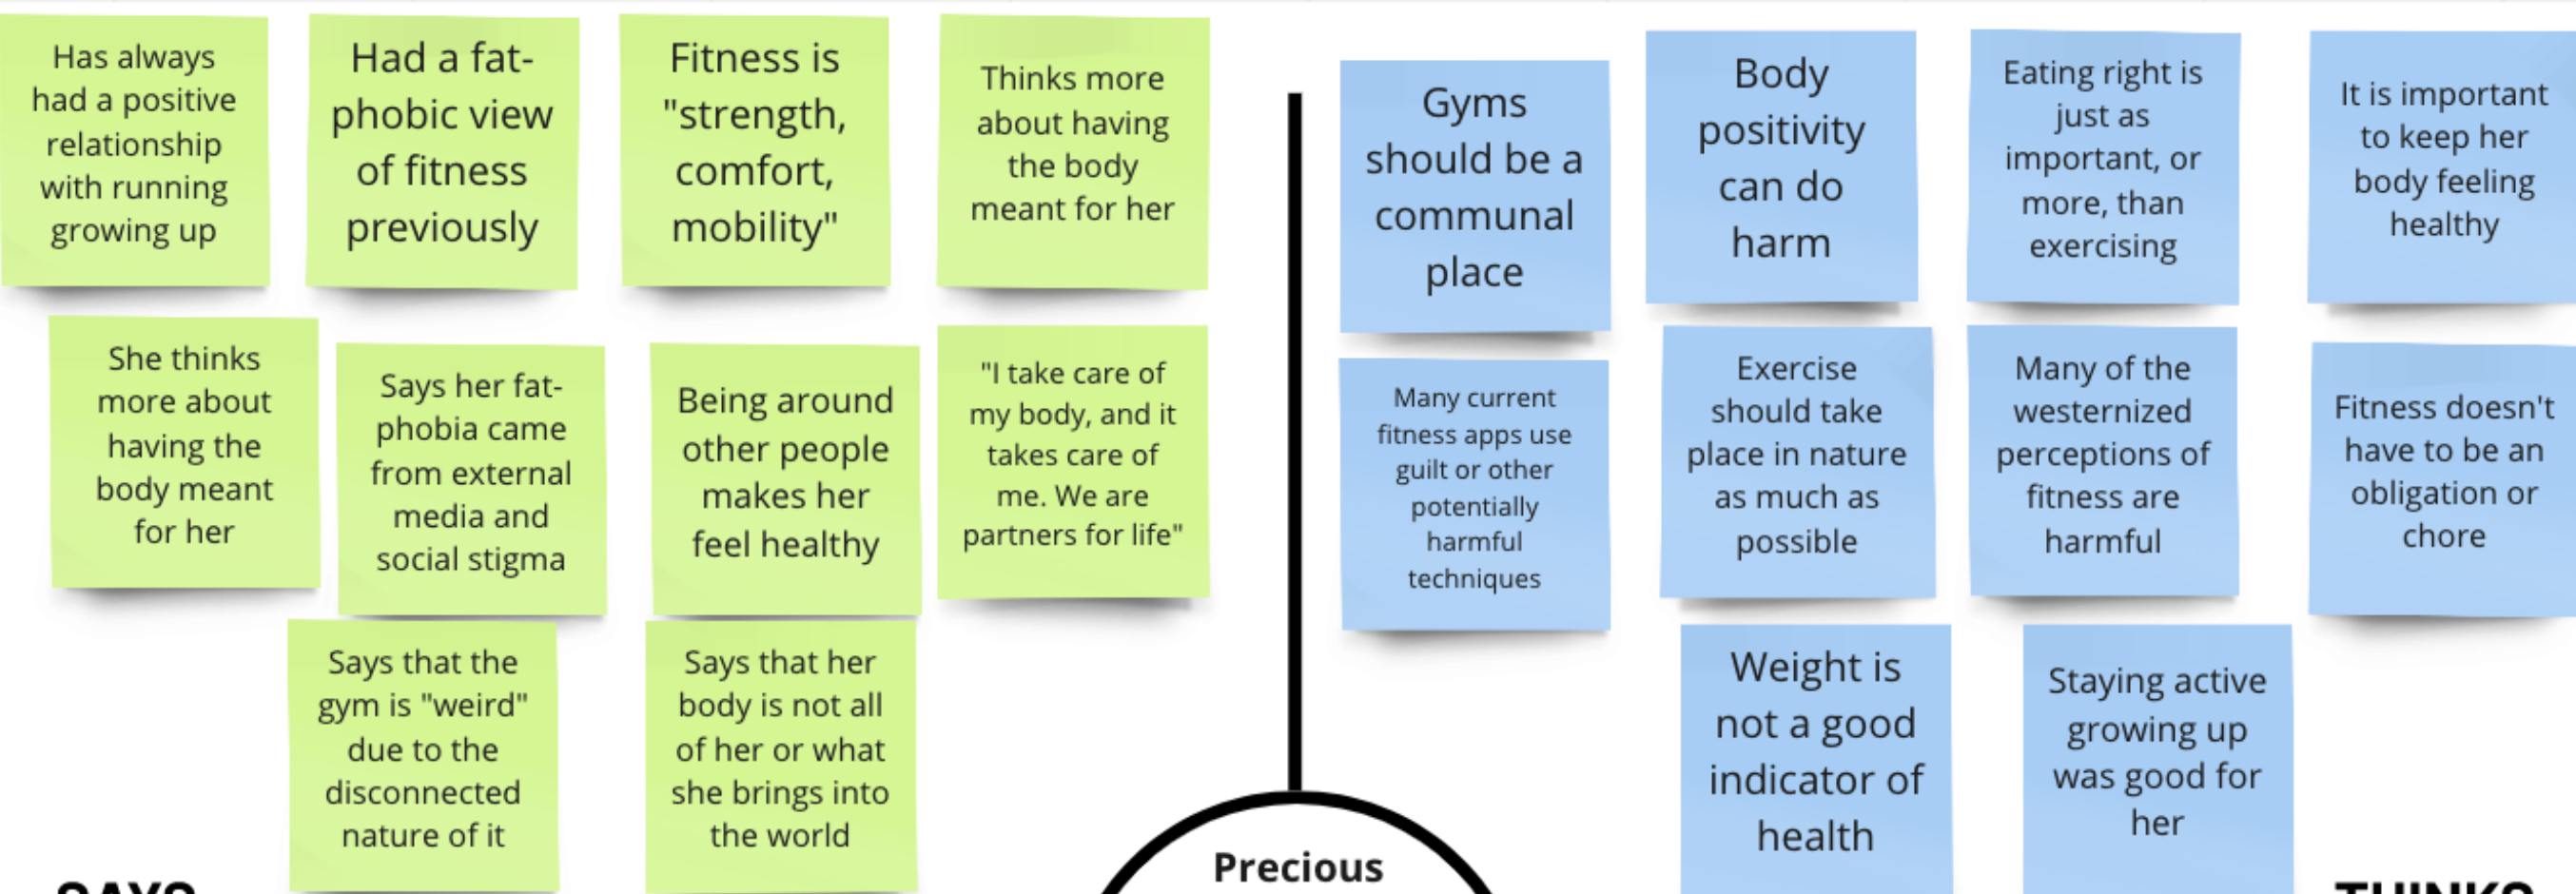 Has always
had a positive
relationship
with running
growing up
Had a fat-
phobic view
of fitness
previously
Fitness is
"strength,
comfort,
mobility"
Thinks more
about having
the body
meant for her
She thinks
more about
having the
body meant
for her
Says her fat-
phobia came
from external
media and
social stigma
Being around
other people
makes her
feel healthy
"I take care of
my body, and it
takes care of
me. We are
partners for life"
Says that the
gym is "weird"
due to the
disconnected
nature of it
Says that her
body is not all
of her or what
she brings into
the world
SAYS
Gyms
should be a
communal
place
Body
positivity
can do
harm
Eating right is
just as
important, or
more, than
exercising
It is important
to keep her
body feeling
healthy
Many current
fitness apps use
guilt or other
potentially
harmful
techniques
Exercise
should take
place in nature
as much as
possible
Many of the
westernized
perceptions of
fitness are
harmful
Fitness doesn't
have to be an
obligation or
chore
Weight is
not a good
indicator of
health
Staying active
growing up
was good for
her
THINKS
Precious